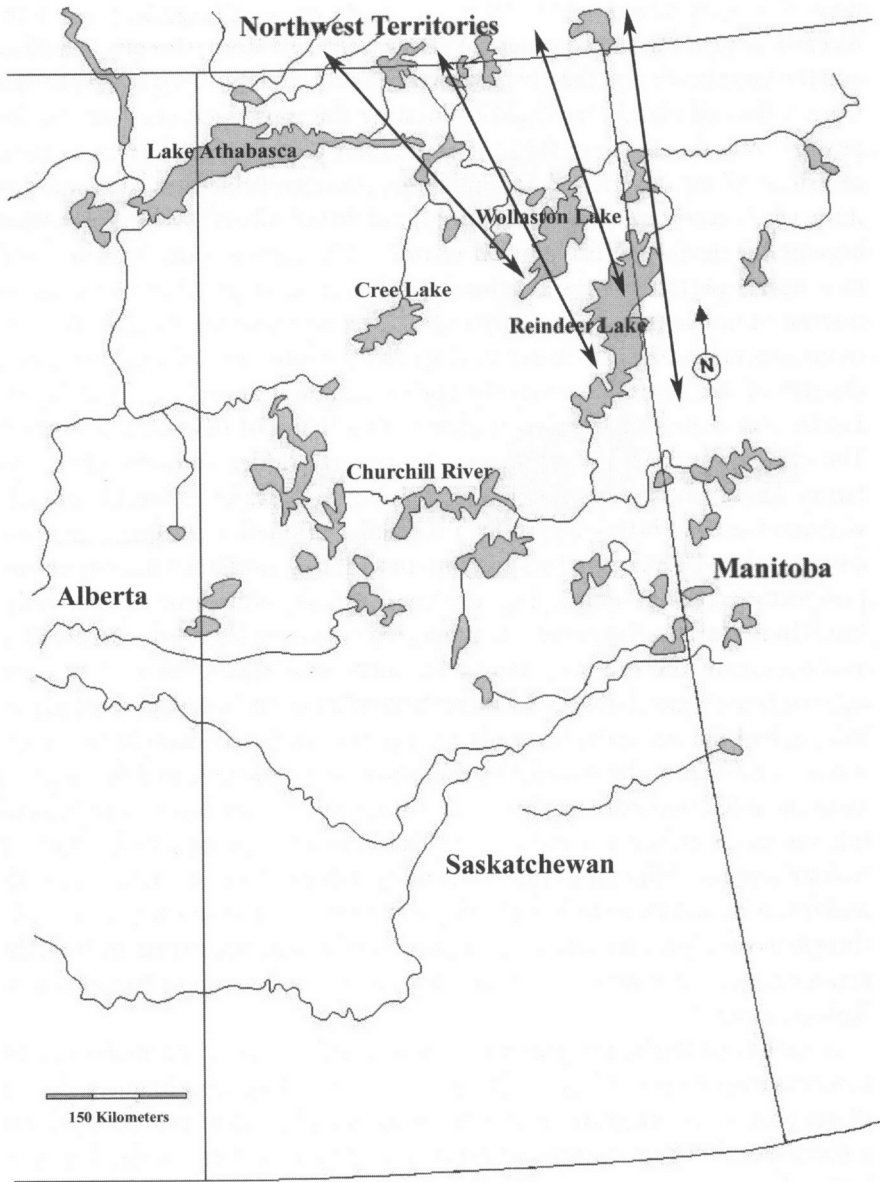 Northwest Territories
Lake Athabasca
Wollaston Lake
Cree Lake
Reindeer Lake
N
Churchill River
Alberta
Manitoba
Saskatchewan
150 Kilometers